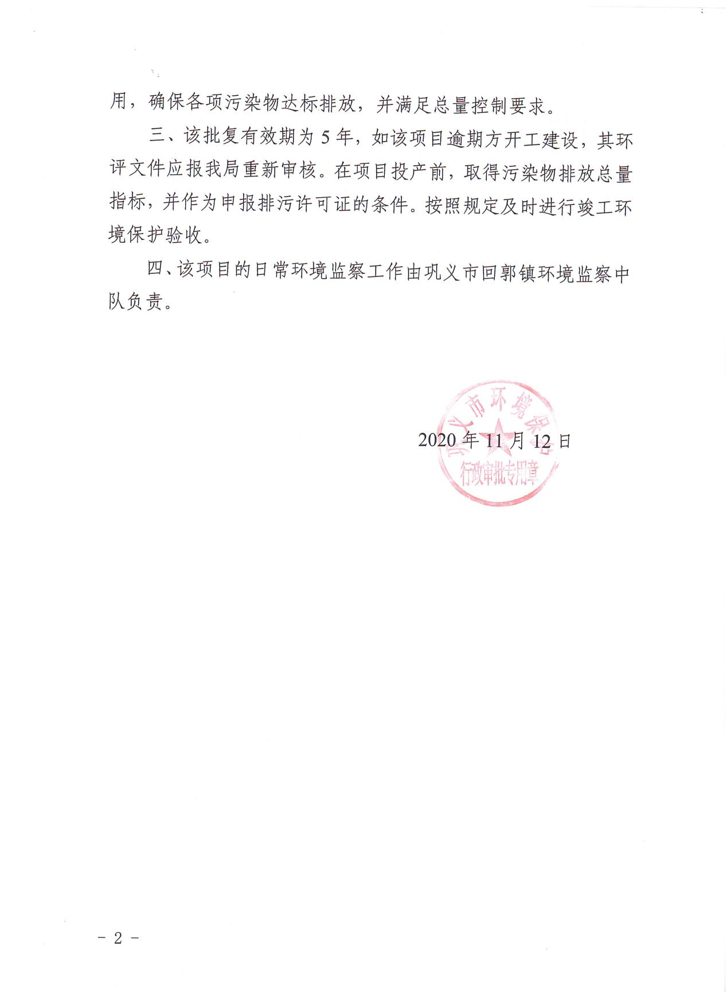 用，确保各项污染物达标排放，并满足总量控制要求。
三、该批复有效期为 5 年，如该项目逾期方开工建设，其环
评文件应报我局重新审核。在项目投产前，取得污染物排放总量
指标，并作为申报排污许可证的条件。按照规定及时进行竣工环
境保护验收。
四、该项目的日常环境监察工作由巩义市回郭镇环境监察中
队负责。
巩义市环境保护
2020 年 11 月 12 日
行政审批专用章
- 2 -